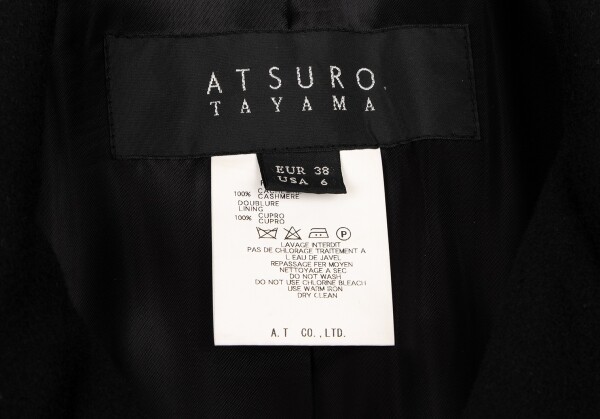 ATSURO
TAYAMA
EUR 38
USA 6
100%
CASHMERE
DOUBLURE
LINING
100% CUPRO
CUPRO
P
LAVAGE INTERDIT
PAS DE CHLORAGE TRAITEMENT A
L EAU DE JAVEL
REPASSAGE FER MOYEN
NETTOYAGE A SEC
DO NOT WASH
DO NOT USE CHLORINE BLEACH
USE WARM IRON
DRY CLEAN
A.T CO.,LTD.